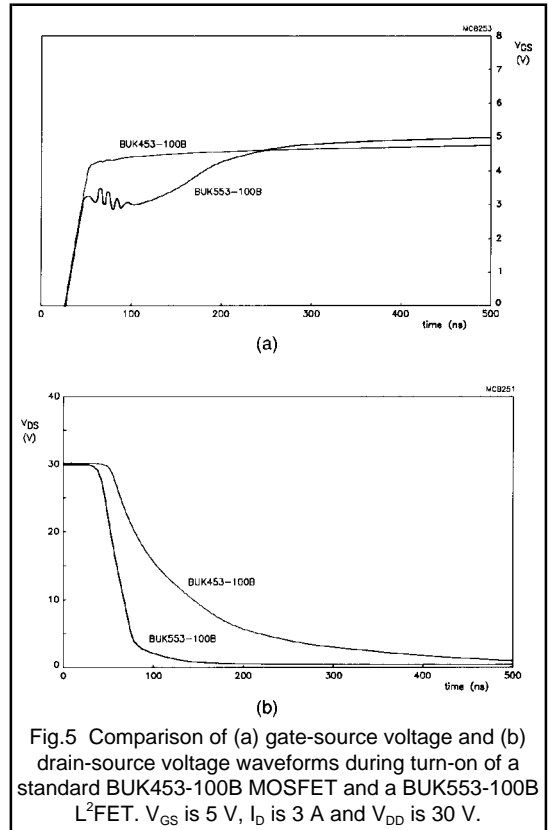 MCB253
8
V_GS
(V)
7
6
5
4
3
2
1
0
BUK453-100B
BUK553-100B
0 100 200 300 400 500
time (ns)
(a)
MCB251
40
V_DS
(V)
30
20
10
0
BUK453-100B
BUK553-100B
0 100 200 300 400 500
time (ns)
(b)
Fig.5 Comparison of (a) gate-source voltage and (b)
drain-source voltage waveforms during turn-on of a
standard BUK453-100B MOSFET and a BUK553-100B
L²FET. V_GS is 5 V, I_D is 3 A and V_DD is 30 V.